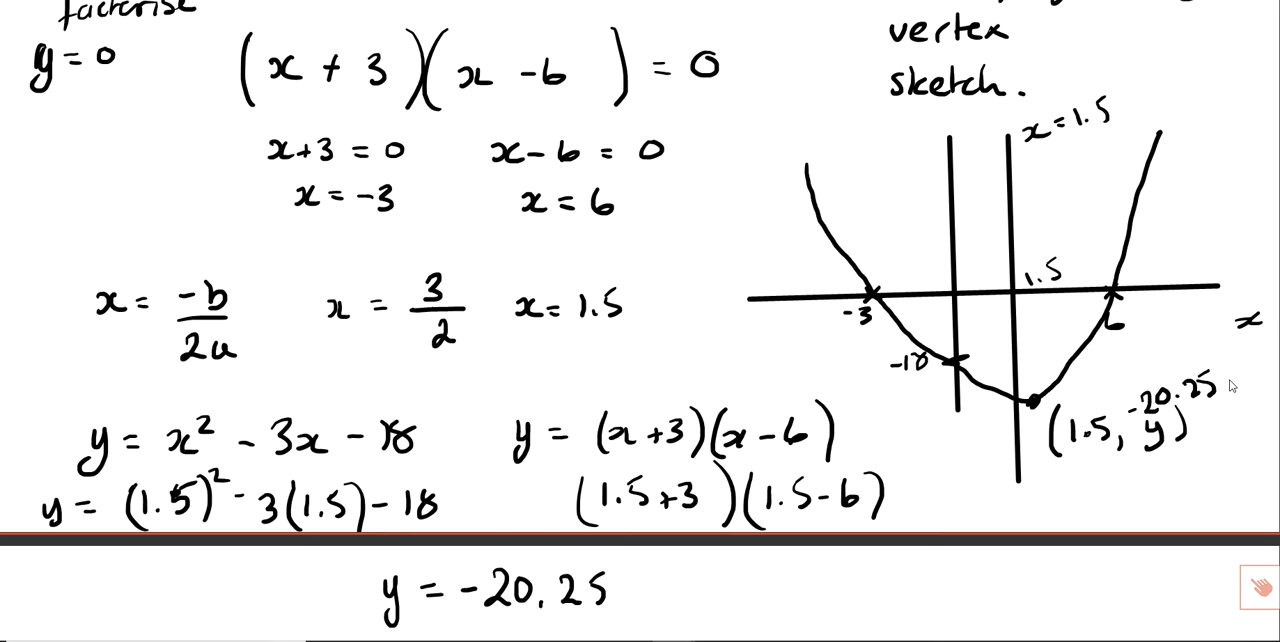 factorise
y = 0 (x + 3)(x - 6) = 0
x+3 = 0 x - 6 = 0
x = -3 x = 6
x = -b/2a x = 3/2 x = 1.5
y = x² - 3x - 18 y = (x+3)(x-6)
y = (1.5)² - 3(1.5) - 18 (1.5+3)(1.5-6)
y = -20.25
vertex
sketch.
x = 1.5
1.5
-3
6
x
-18
-20.25
(1.5, y)